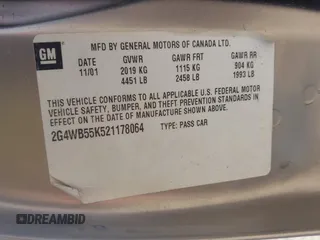 GM
MFD BY GENERAL MOTORS OF CANADA LTD.
DATE GVWR GAWR FRT GAWR RR
11/01 2019 KG 1115 KG 904 KG
4451 LB 2458 LB 1993 LB
THIS VEHICLE CONFORMS TO ALL APPLICABLE U.S. FEDERAL MOTOR
VEHICLE SAFETY, BUMPER, AND THEFT PREVENTION STANDARDS
IN EFFECT ON THE DATE OF MANUFACTURE SHOWN ABOVE.
2G4WB55K521178064 TYPE: PASS CAR
DREAMBID